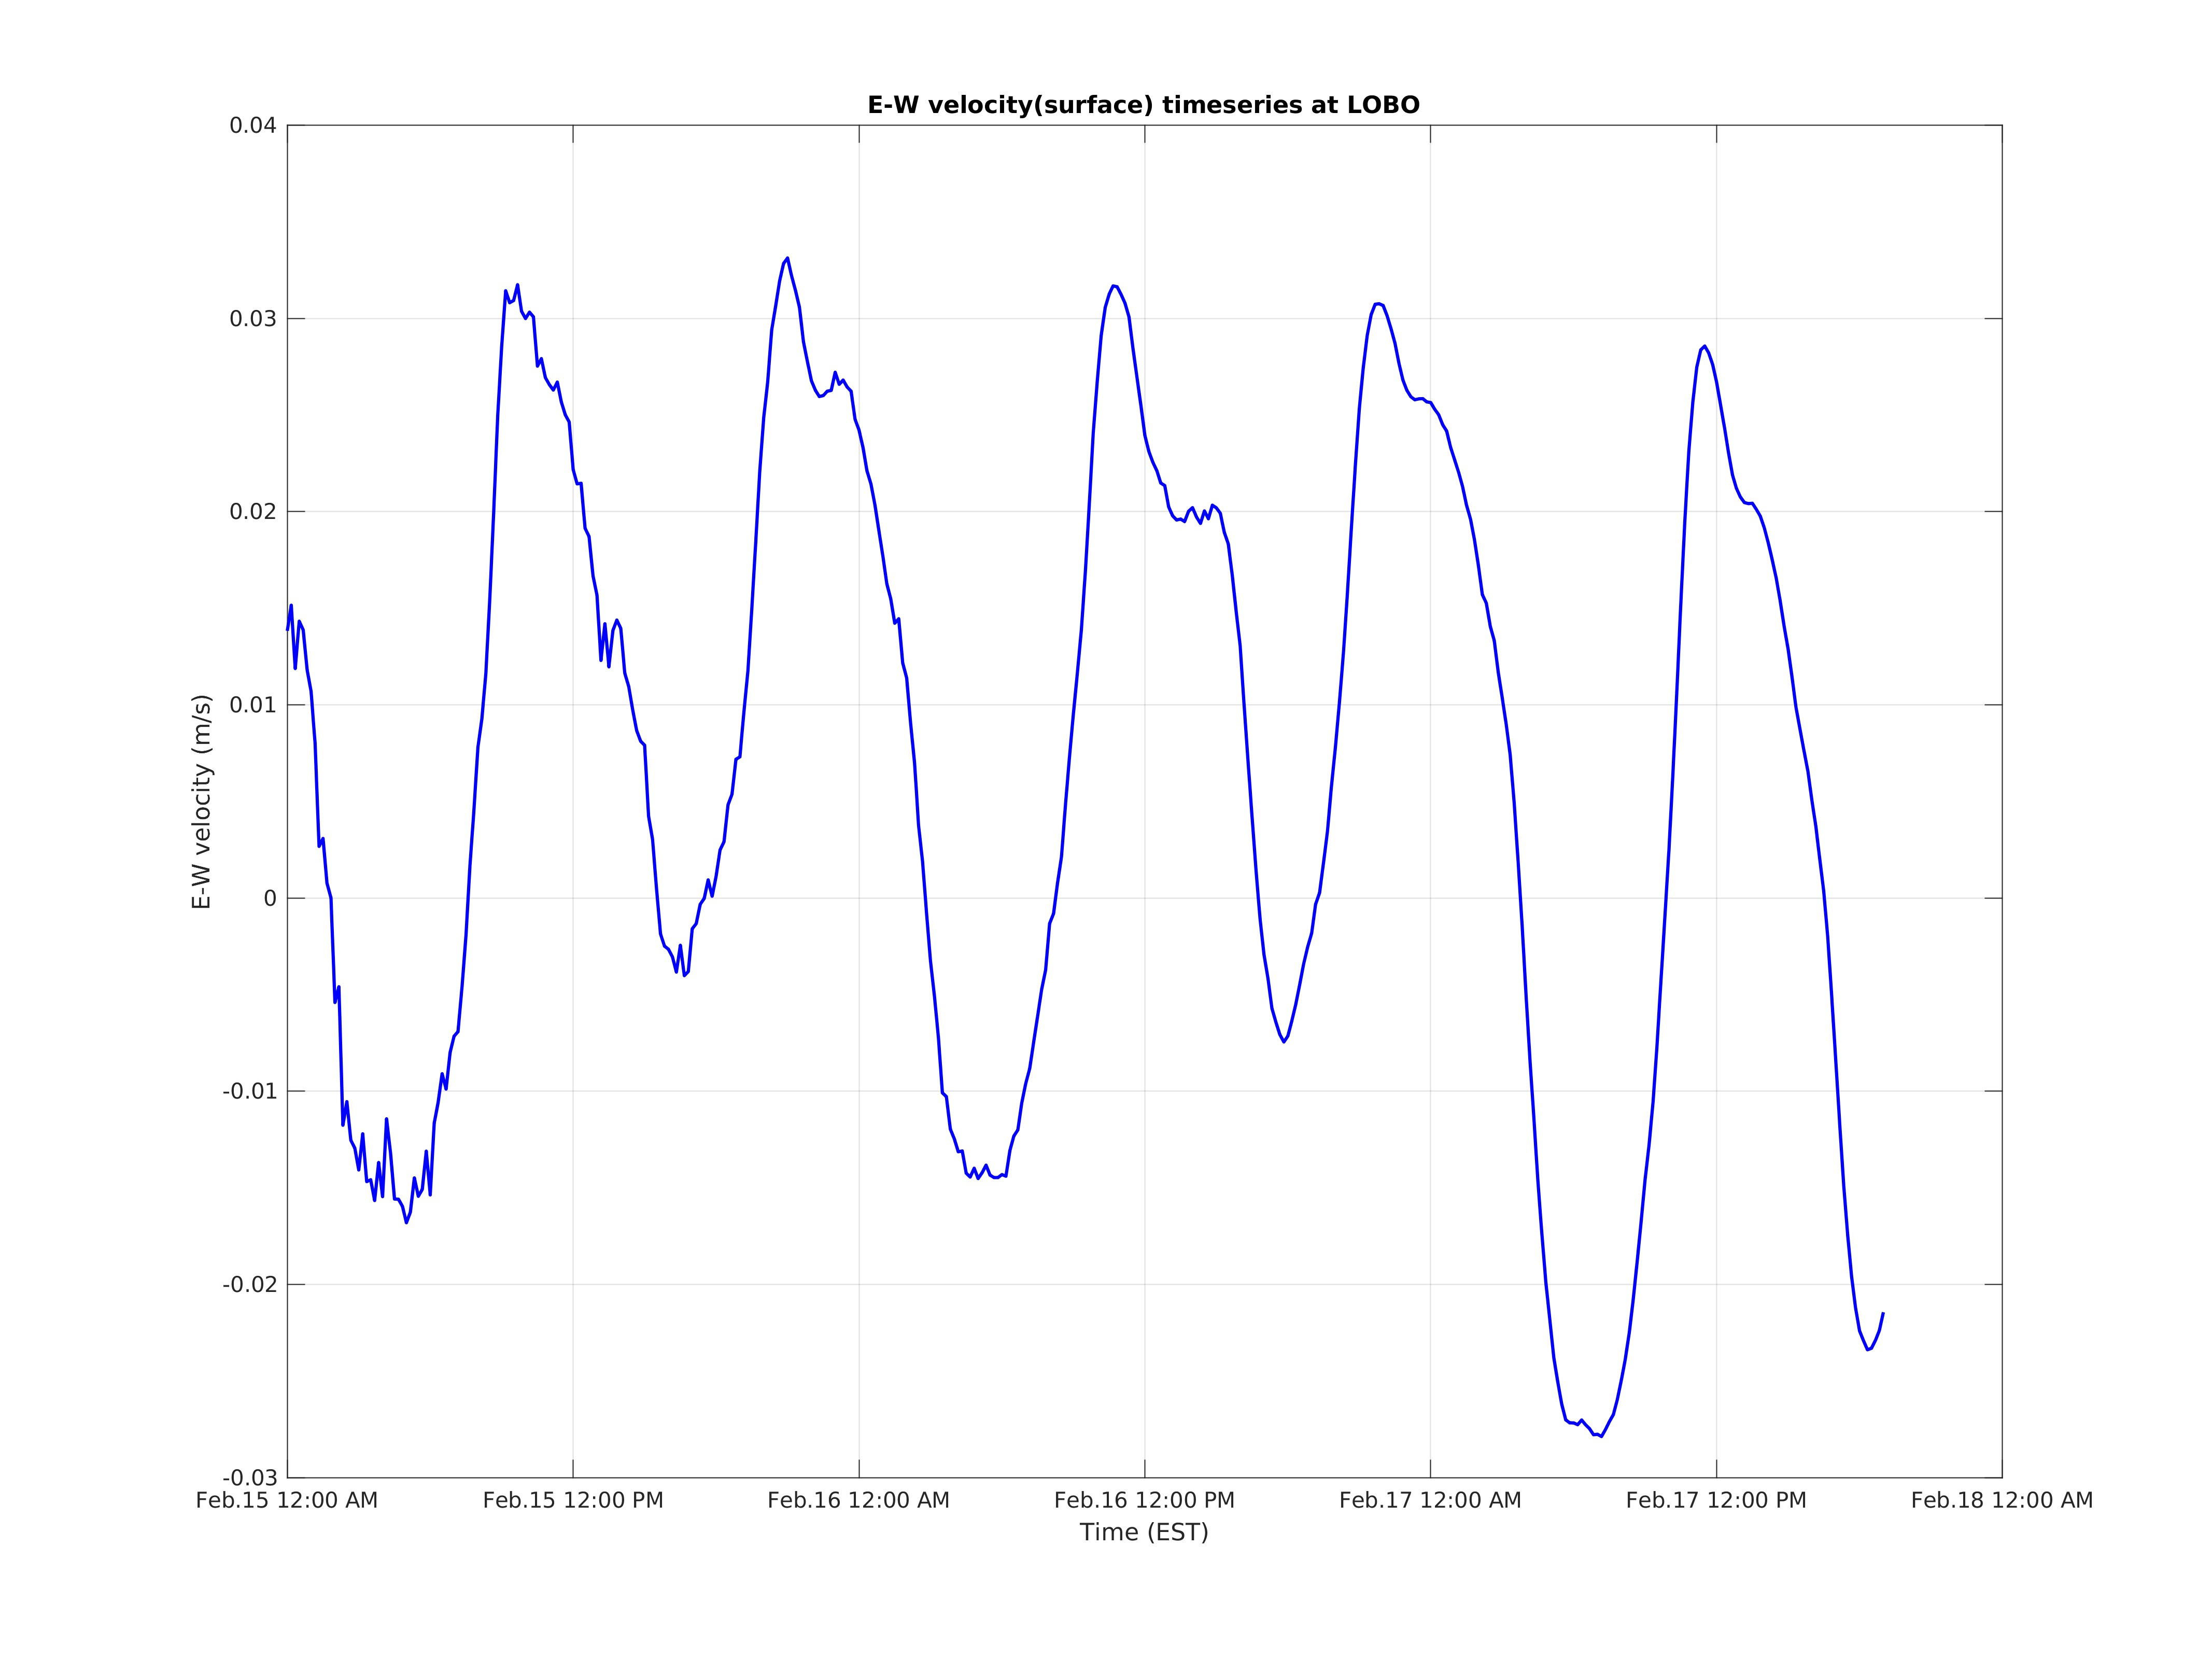 E-W velocity(surface) timeseries at LOBO
0.04
0.03
0.02
0.01
0
-0.01
-0.02
-0.03
E-W velocity (m/s)
Feb.15 12:00 AM
Feb.15 12:00 PM
Feb.16 12:00 AM
Feb.16 12:00 PM
Feb.17 12:00 AM
Feb.17 12:00 PM
Feb.18 12:00 AM
Time (EST)